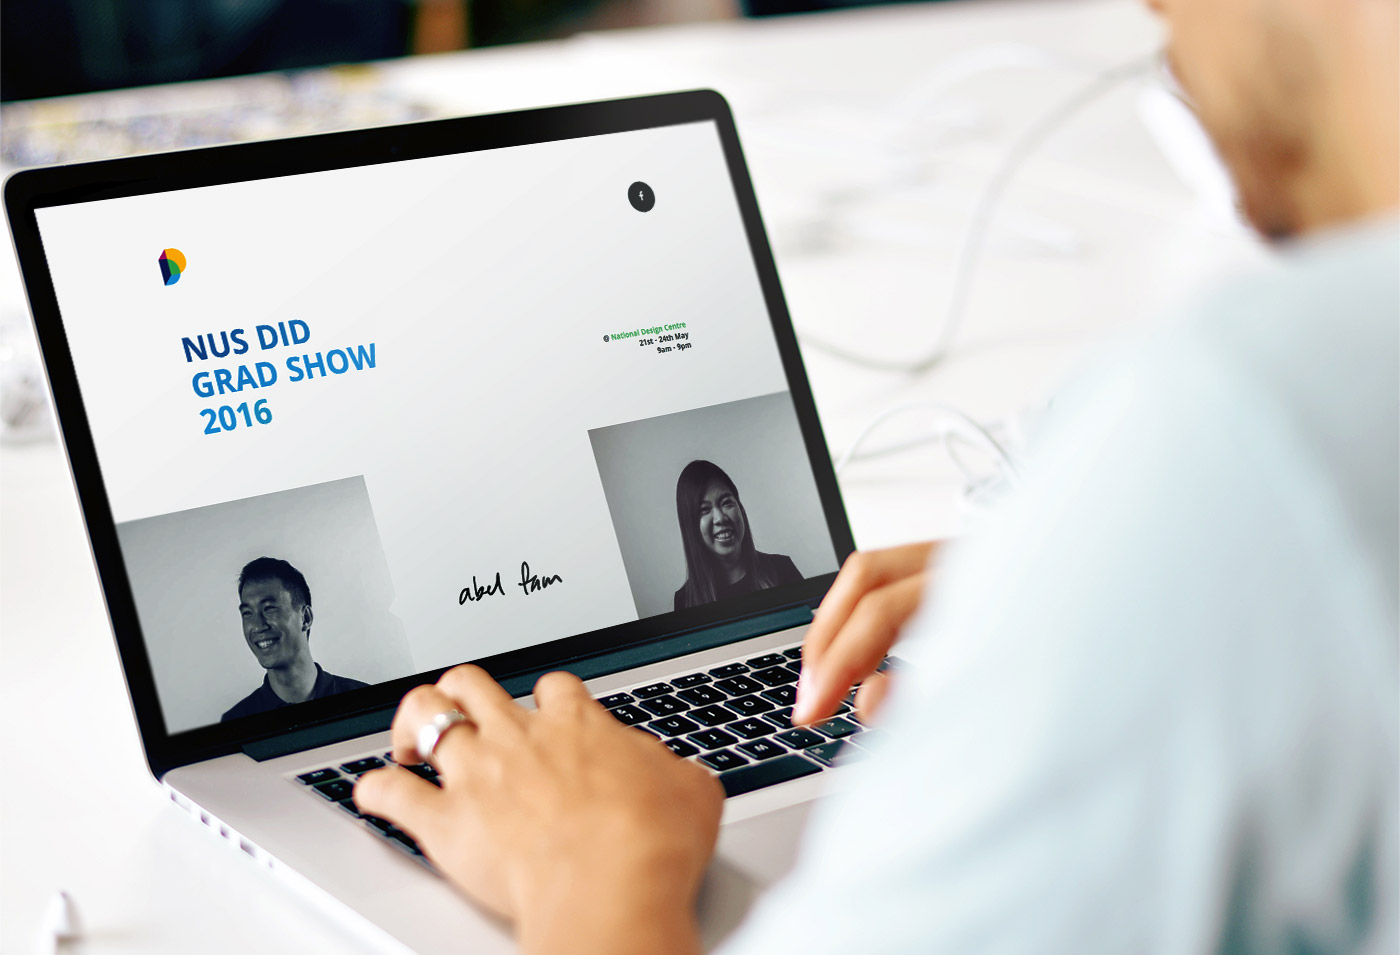 NUS DID
GRAD SHOW
2016
@ National Design Centre
21st - 24th May
9am - 9pm
abel tam